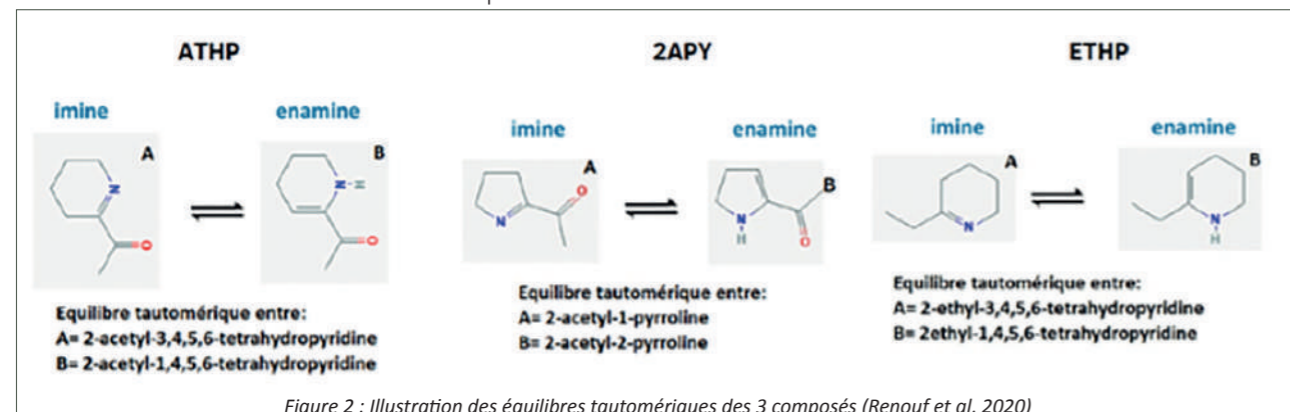 ATHP
imine
enamine
A
N
O
B
N-H
O
Equilibre tautomérique entre:
A= 2-acetyl-3,4,5,6-tetrahydropyridine
B= 2-acetyl-1,4,5,6-tetrahydropyridine
2APY
imine
enamine
A
O
N
B
N
H
O
Equilibre tautomérique entre:
A= 2-acetyl-1-pyrroline
B= 2-acetyl-2-pyrroline
ETHP
imine
enamine
A
N
B
N
H
Equilibre tautomérique entre:
A= 2-ethyl-3,4,5,6-tetrahydropyridine
B= 2ethyl-1,4,5,6-tetrahydropyridine
Figure 2 : Illustration des équilibres tautomériques des 3 composés (Renouf et al. 2020)